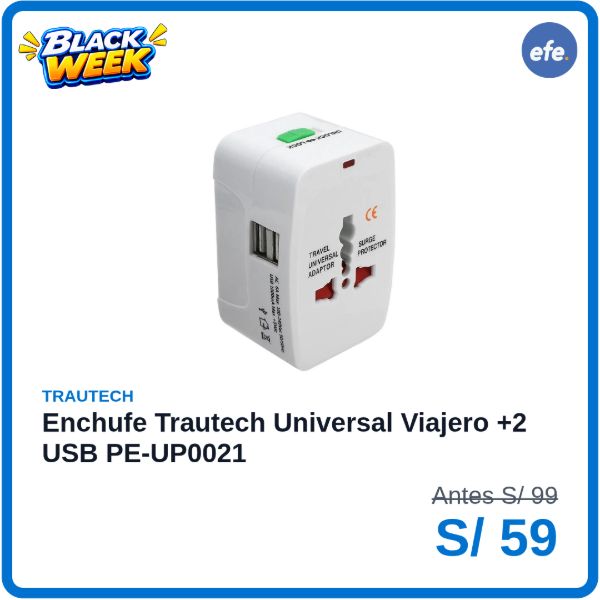 BLACK
WEEK
efe.
CE
TRAVEL
UNIVERSAL
ADAPTOR
SURGE
PROTECTOR
TRAUTECH
Enchufe Trautech Universal Viajero +2
USB PE-UP0021
Antes S/ 99
S/ 59